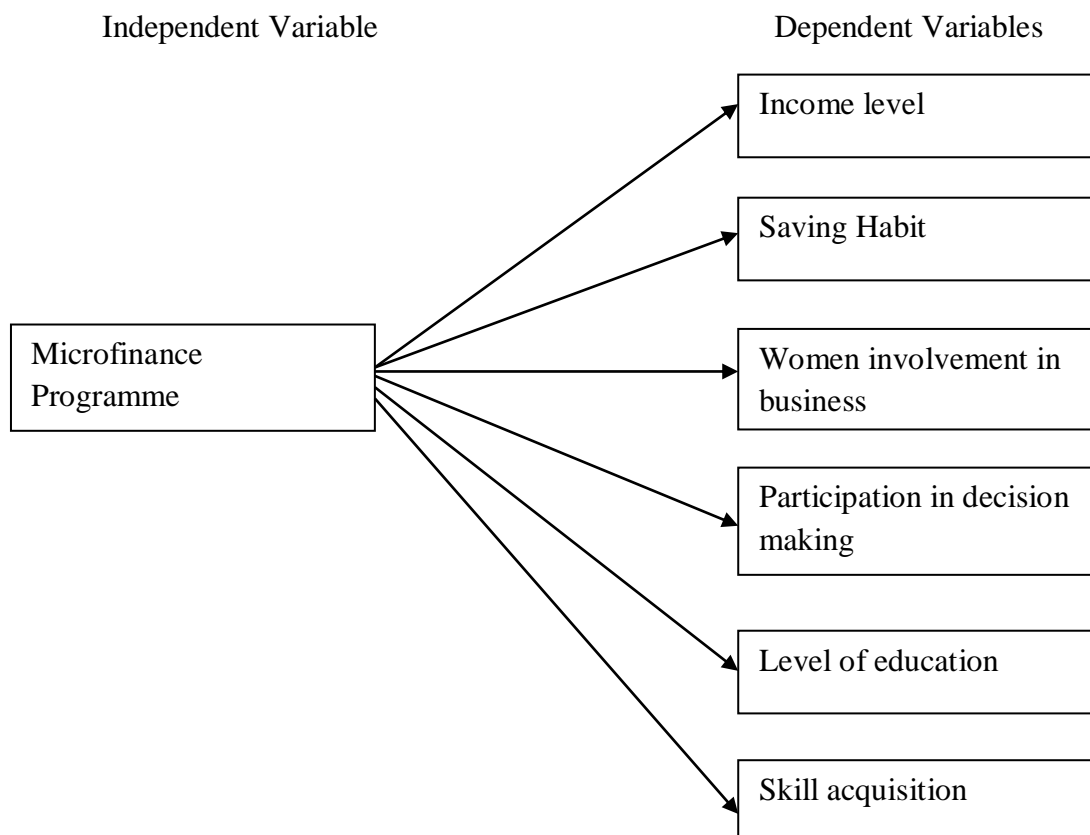 Independent Variable
Dependent Variables
Income level
Saving Habit
Microfinance
Programme
Women involvement in
business
Participation in decision
making
Level of education
Skill acquisition